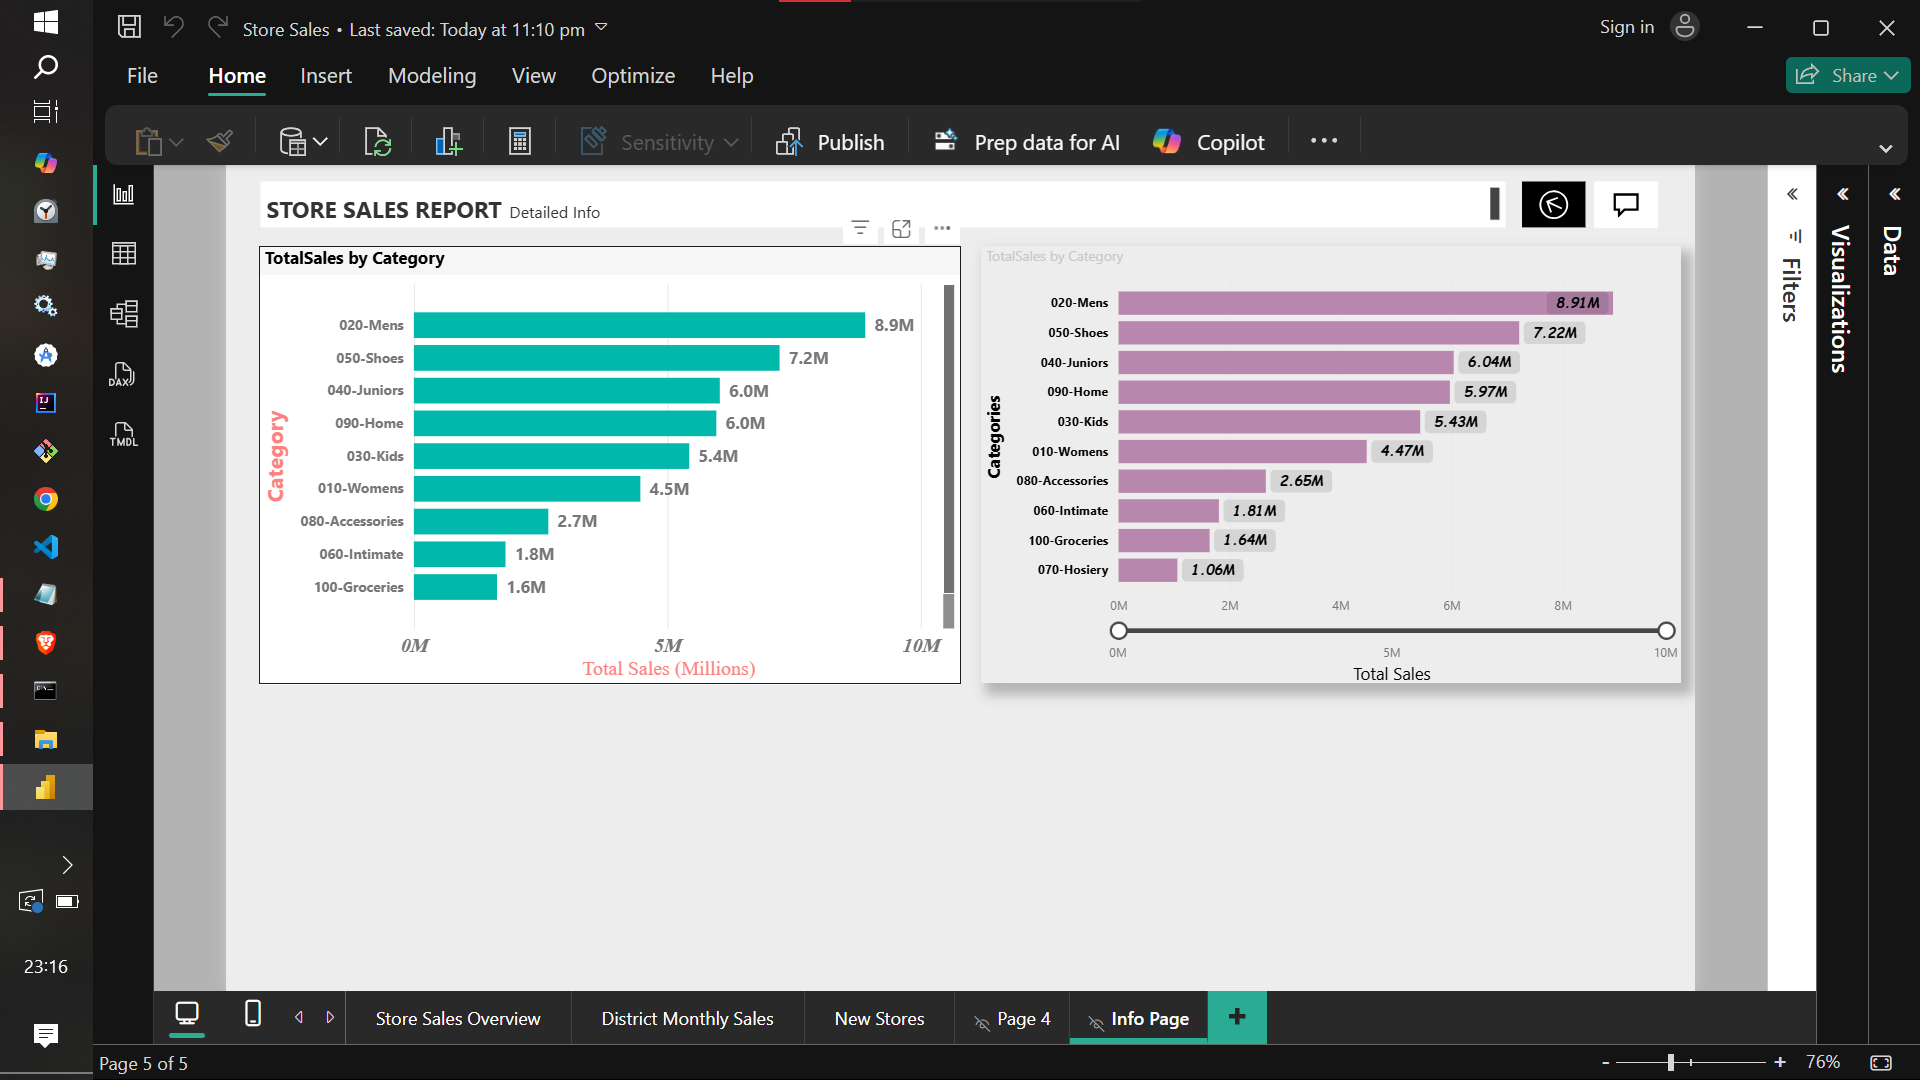 Store Sales • Last saved: Today at 11:10 pm
Sign in
File Home Insert Modeling View Optimize Help
Share
Sensitivity
Publish
Prep data for AI
Copilot
STORE SALES REPORT Detailed Info
TotalSales by Category
Category
020-Mens 8.9M
050-Shoes 7.2M
040-Juniors 6.0M
090-Home 6.0M
030-Kids 5.4M
010-Womens 4.5M
080-Accessories 2.7M
060-Intimate 1.8M
100-Groceries 1.6M
0M 5M 10M
Total Sales (Millions)
TotalSales by Category
Categories
020-Mens 8.91M
050-Shoes 7.22M
040-Juniors 6.04M
090-Home 5.97M
030-Kids 5.43M
010-Womens 4.47M
080-Accessories 2.65M
060-Intimate 1.81M
100-Groceries 1.64M
070-Hosiery 1.06M
0M 2M 4M 6M 8M
0M 5M 10M
Total Sales
Filters
Visualizations
Data
DAX
TMDL
IJ
23:16
Store Sales Overview
District Monthly Sales
New Stores
Page 4
Info Page
Page 5 of 5
76%